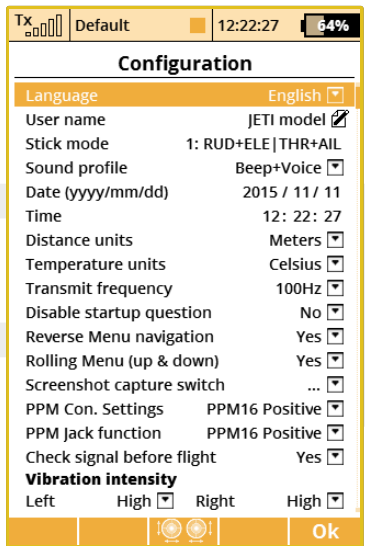 Tx Default 12:22:27 64%
Configuration
Language English
User name JETI model
Stick mode 1: RUD+ELE|THR+AIL
Sound profile Beep+Voice
Date (yyyy/mm/dd) 2015 / 11/ 11
Time 12: 22: 27
Distance units Meters
Temperature units Celsius
Transmit frequency 100Hz
Disable startup question No
Reverse Menu navigation Yes
Rolling Menu (up & down) Yes
Screenshot capture switch ...
PPM Con. Settings PPM16 Positive
PPM Jack function PPM16 Positive
Check signal before flight Yes
Vibration intensity
Left High Right High
Ok